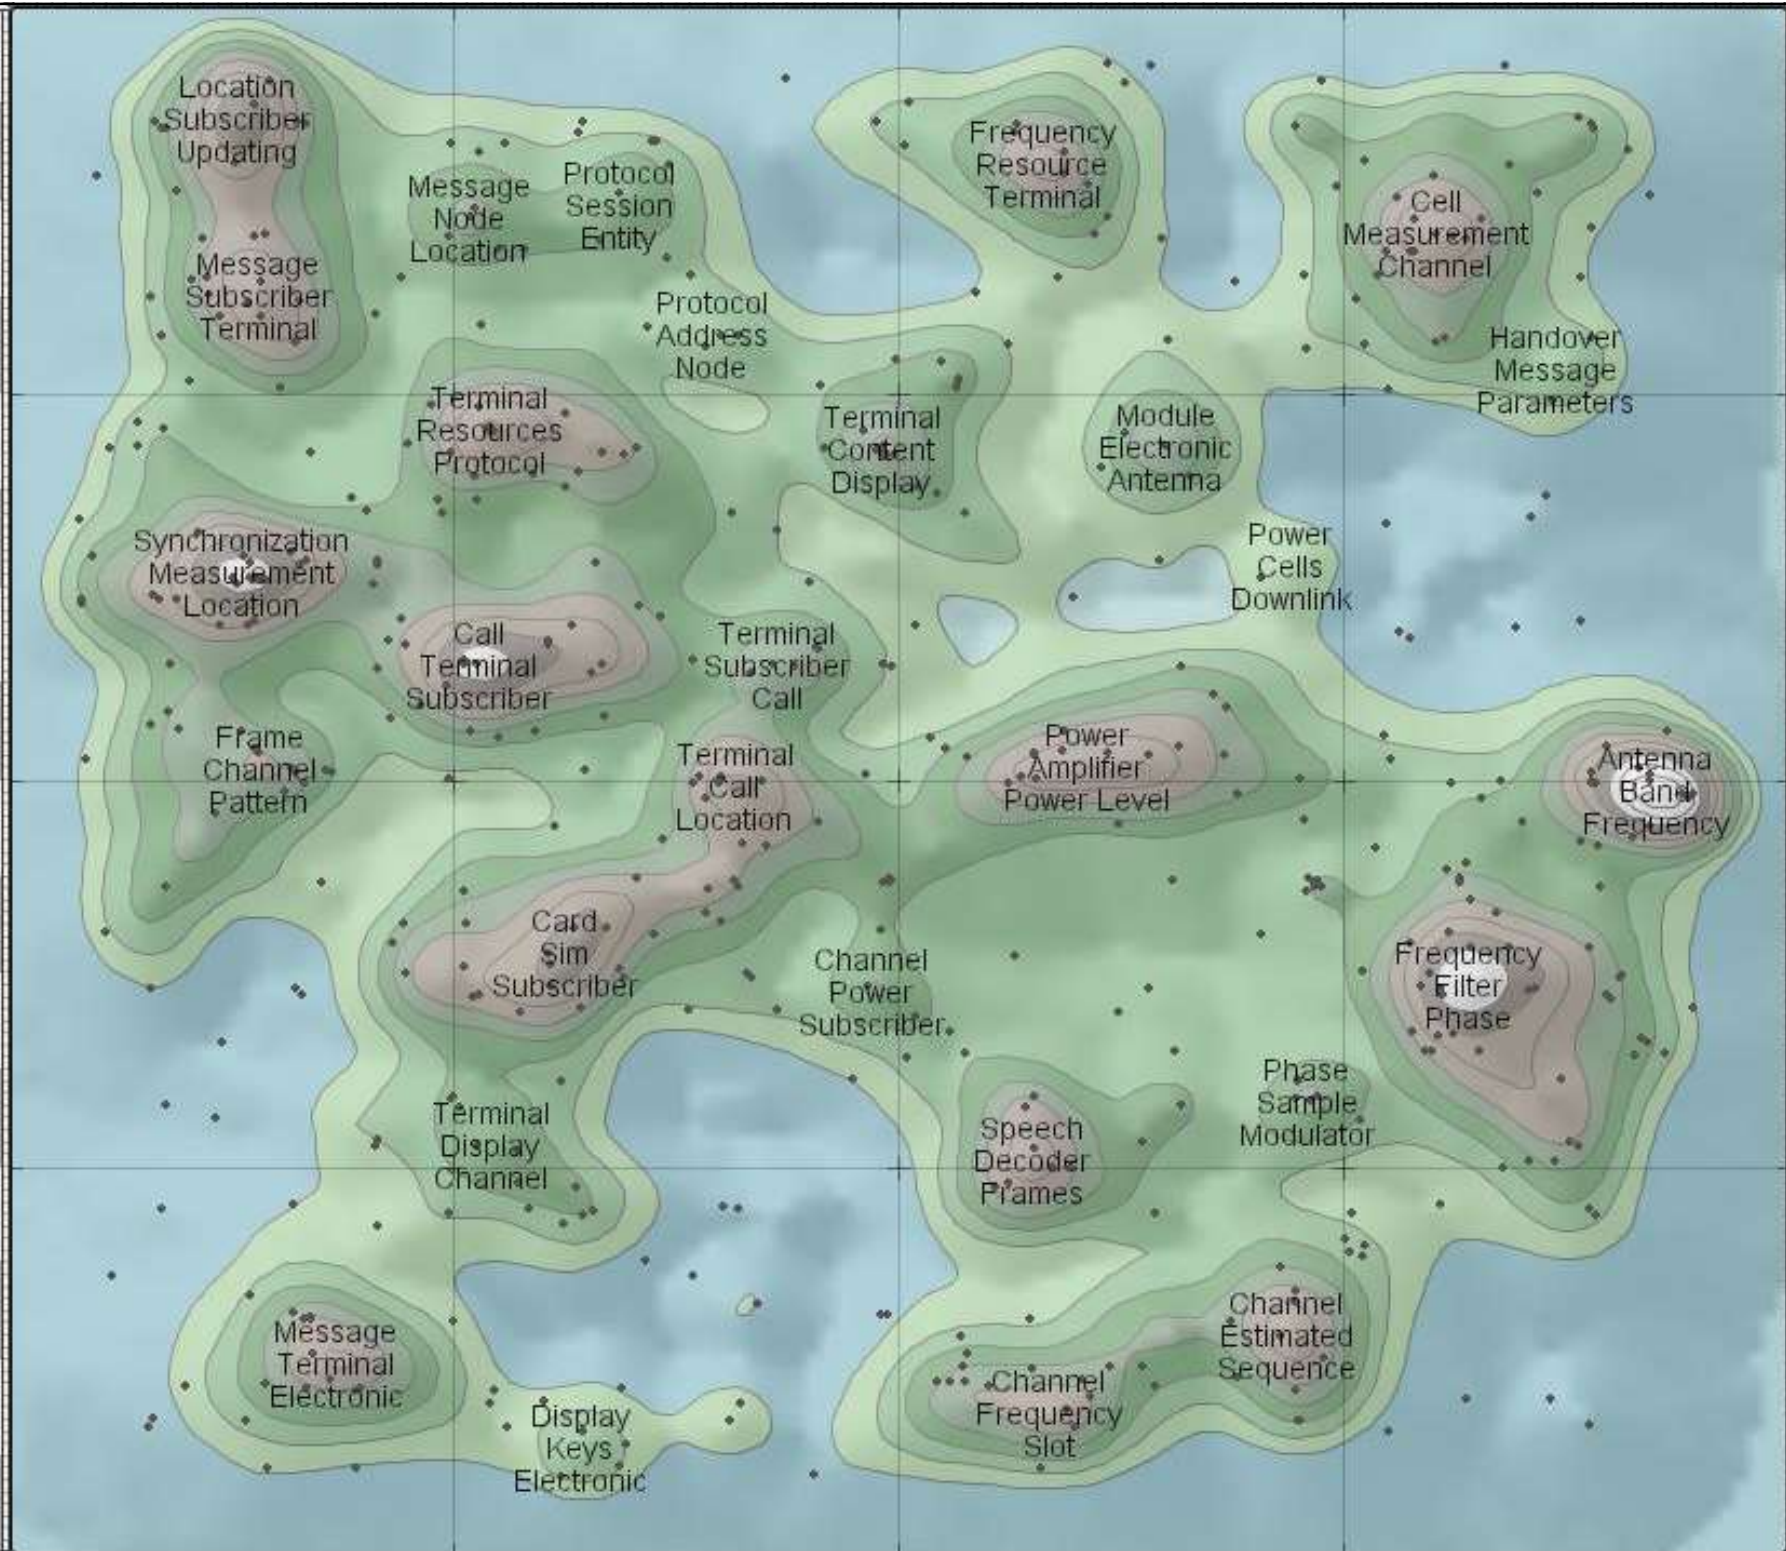 Location
Subscriber
Updating
Message
Subscriber
Terminal
Message
Node
Location
Protocol
Session
Entity
Protocol
Address
Node
Frequency
Resource
Terminal
Cell
Measurement
Channel
Handover
Message
Parameters
Terminal
Resources
Protocol
Terminal
Content
Display
Module
Electronic
Antenna
Power
Cells
Downlink
Synchronization
Measurement
Location
Call
Terminal
Subscriber
Terminal
Subscriber
Call
Frame
Channel
Pattern
Terminal
Call
Location
Power
Amplifier
Power Level
Antenna
Band
Frequency
Card
Sim
Subscriber
Channel
Power
Subscriber
Frequency
Filter
Phase
Terminal
Display
Channel
Speech
Decoder
Frames
Phase
Sample
Modulator
Message
Terminal
Electronic
Display
Keys
Electronic
Channel
Frequency
Slot
Channel
Estimated
Sequence